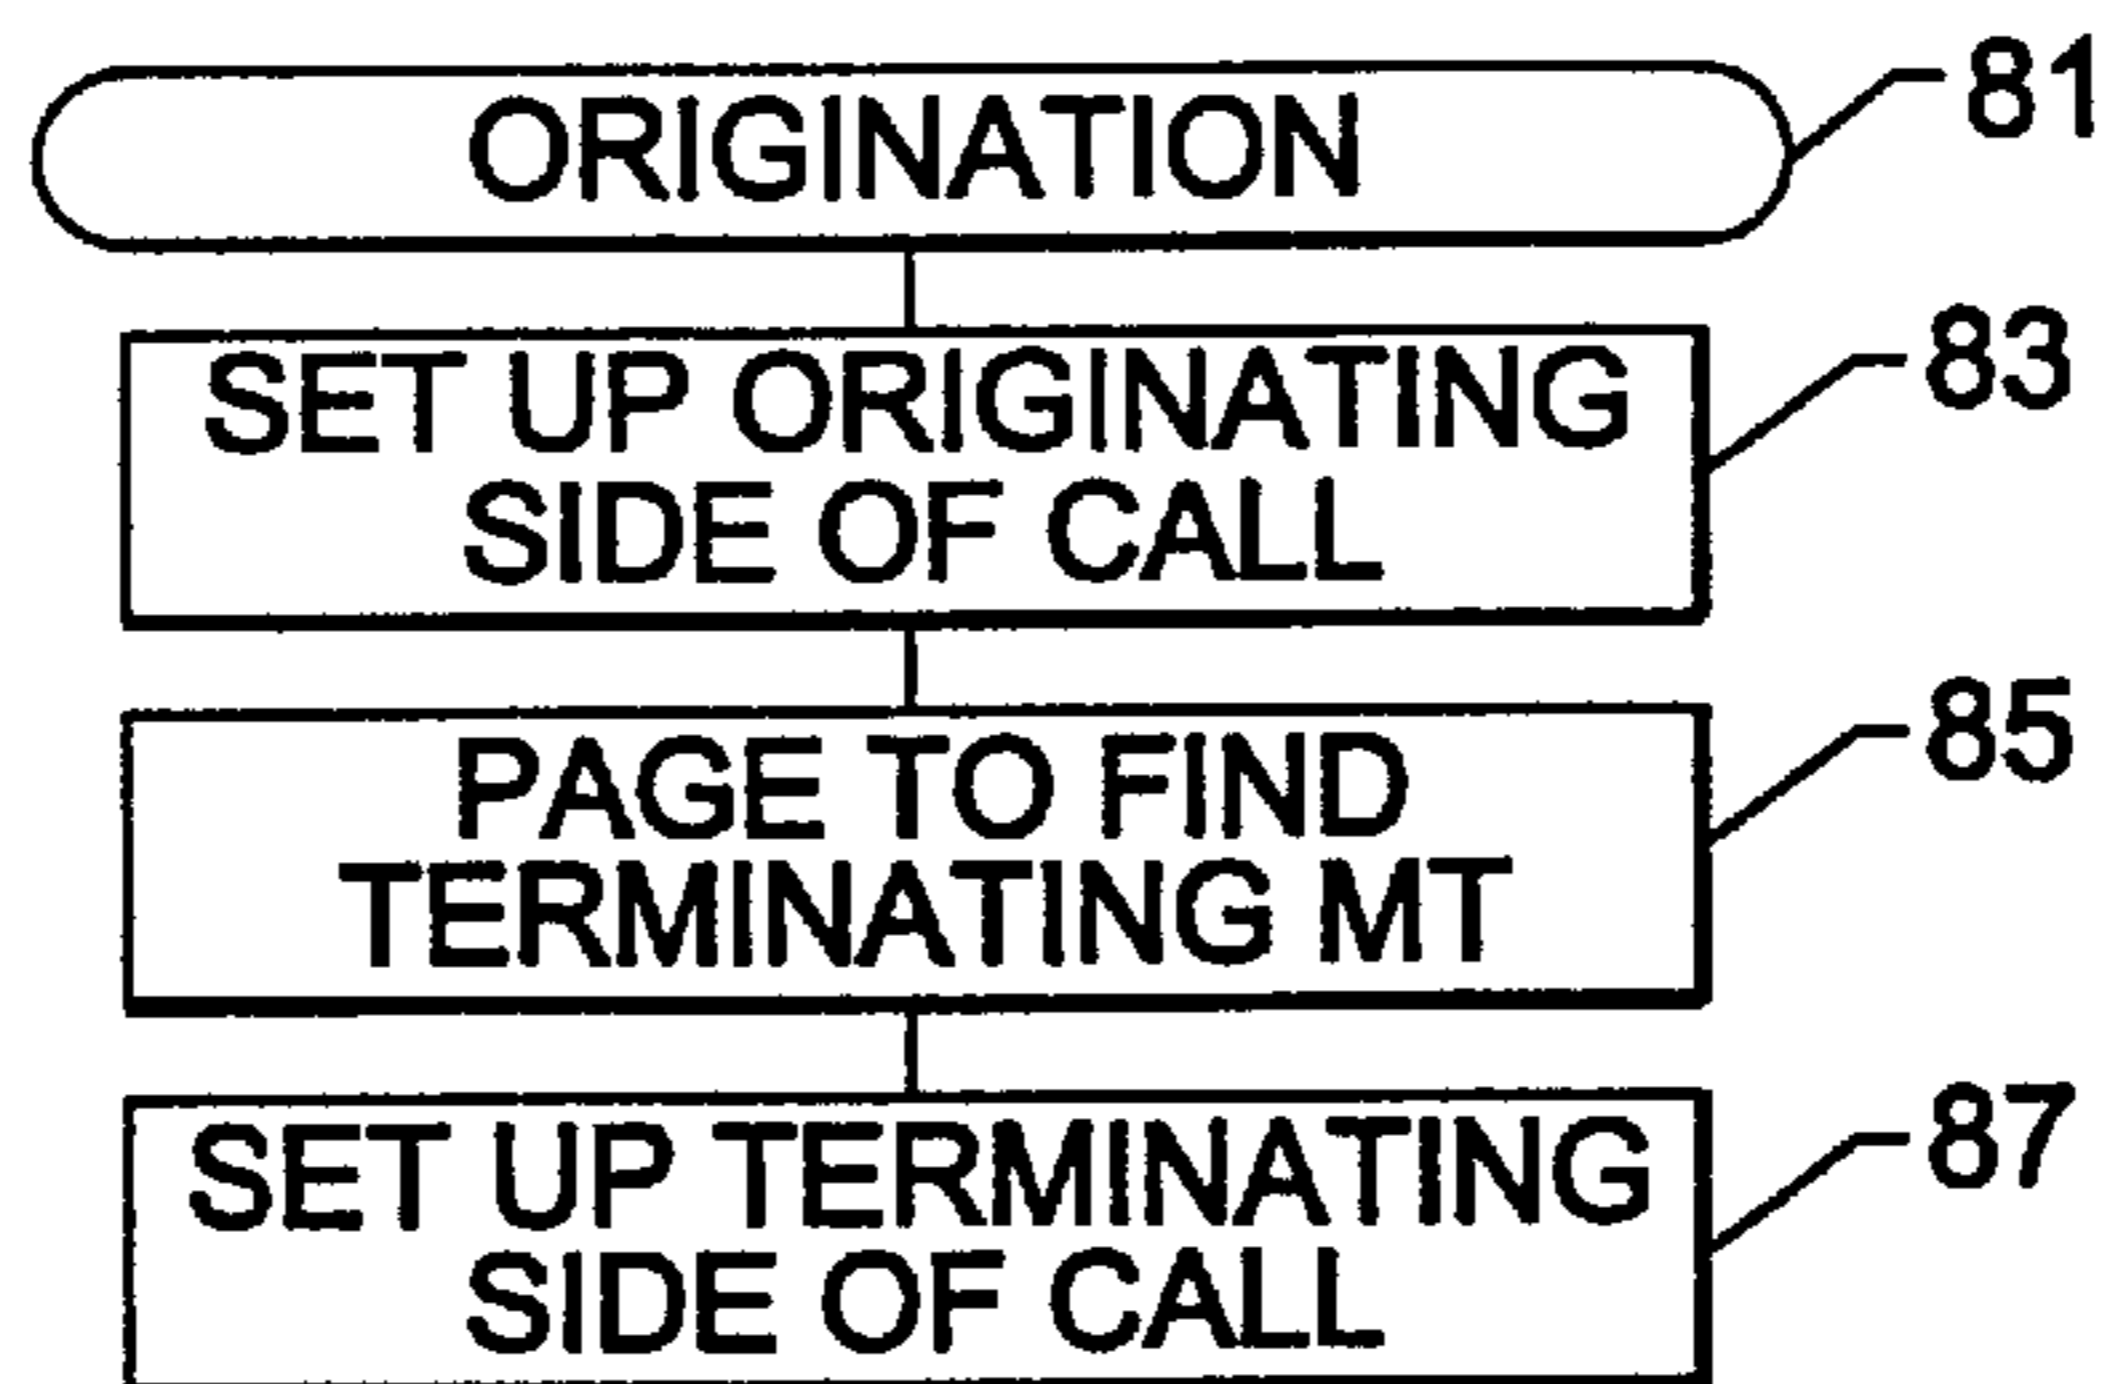 ORIGINATION
81
SET UP ORIGINATING
SIDE OF CALL
83
PAGE TO FIND
TERMINATING MT
85
SET UP TERMINATING
SIDE OF CALL
87